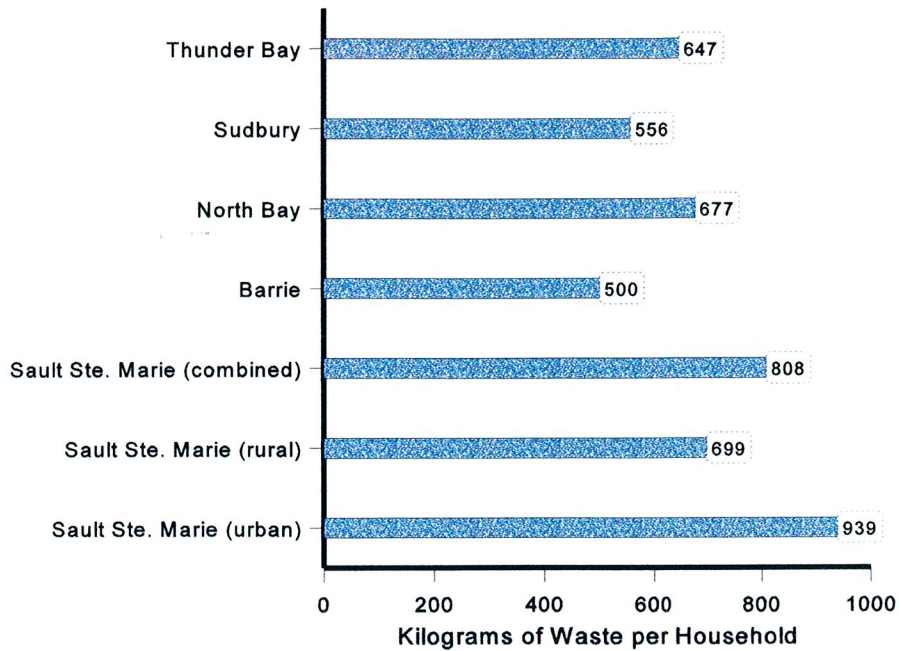 Thunder Bay 647
Sudbury 556
North Bay 677
Barrie 500
Sault Ste. Marie (combined) 808
Sault Ste. Marie (rural) 699
Sault Ste. Marie (urban) 939
0 200 400 600 800 1000
Kilograms of Waste per Household